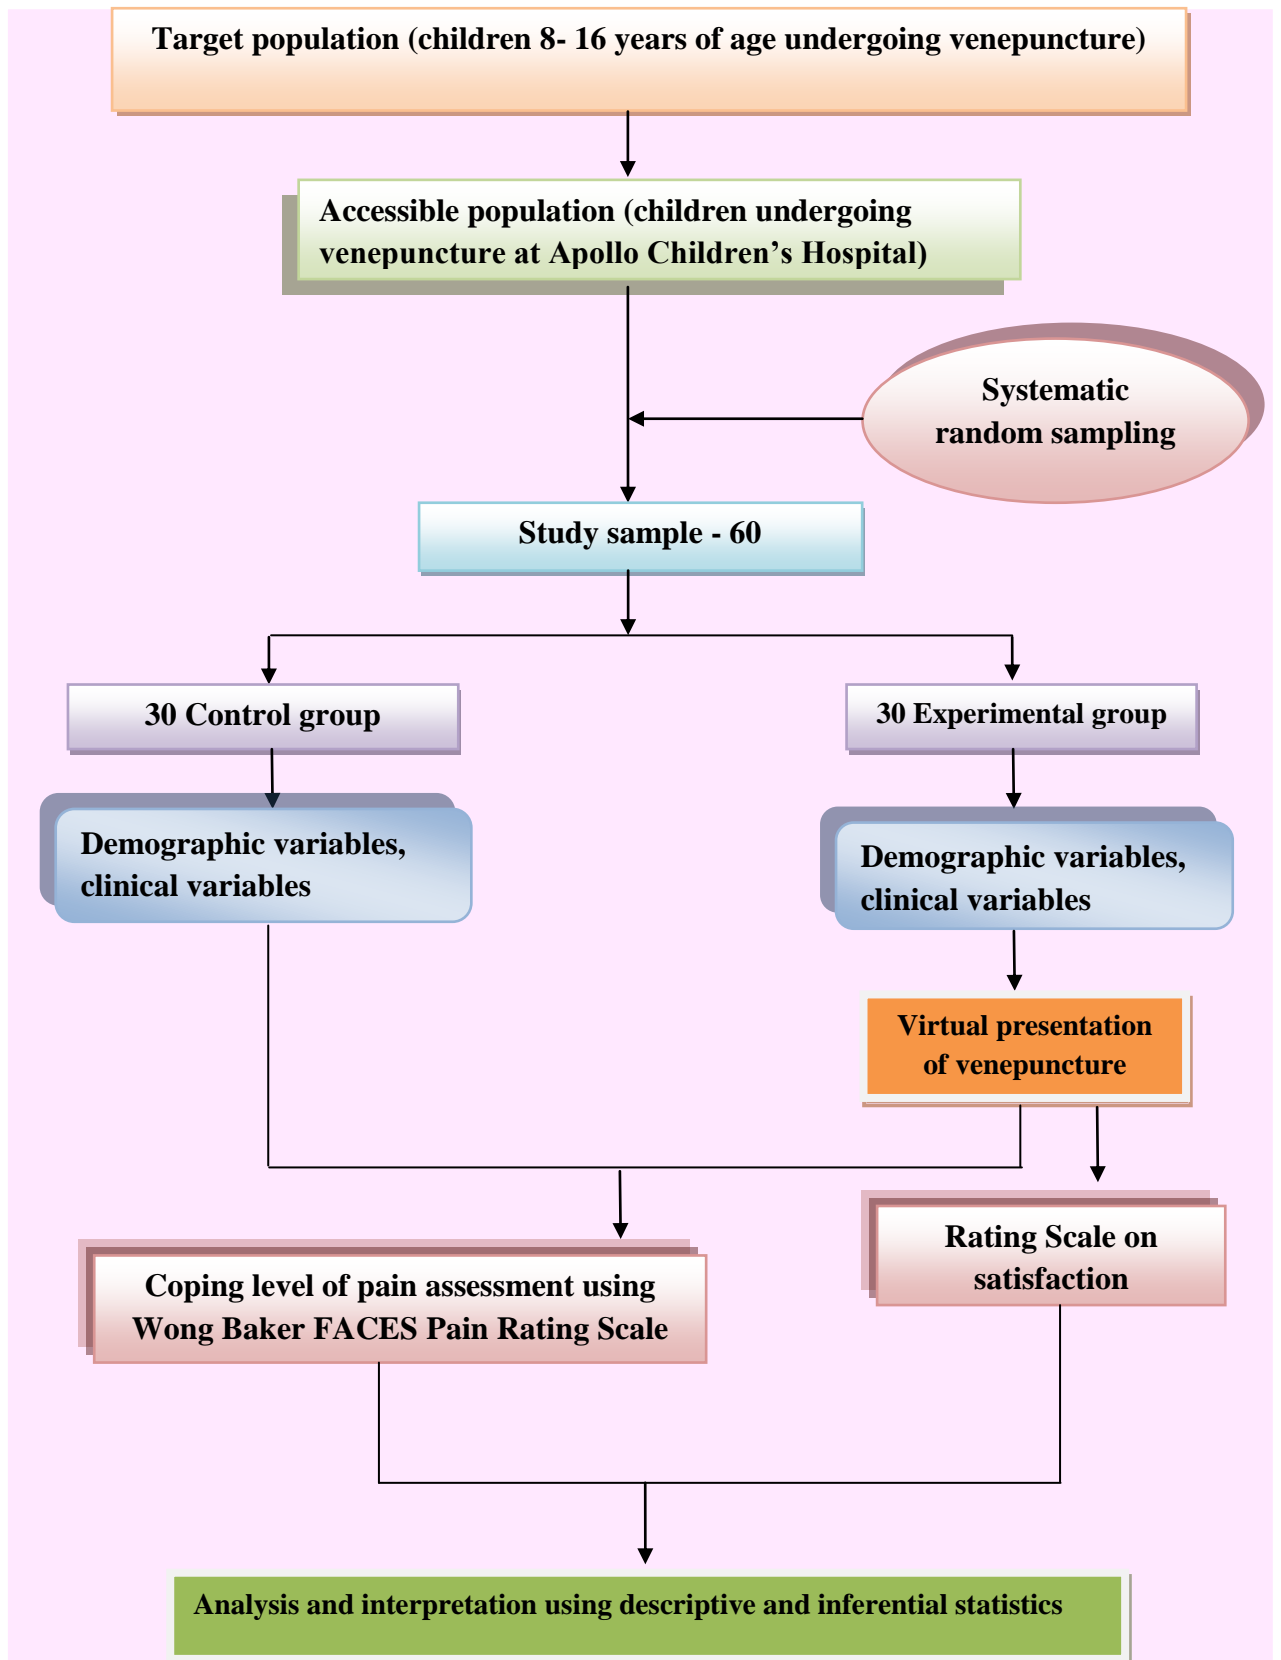 Target population (children 8- 16 years of age undergoing venepuncture)
Accessible population (children undergoing
venepuncture at Apollo Children’s Hospital)
Systematic
random sampling
Study sample - 60
30 Control group
30 Experimental group
Demographic variables,
clinical variables
Demographic variables,
clinical variables
Virtual presentation
of venepuncture
Rating Scale on
satisfaction
Coping level of pain assessment using
Wong Baker FACES Pain Rating Scale
Analysis and interpretation using descriptive and inferential statistics